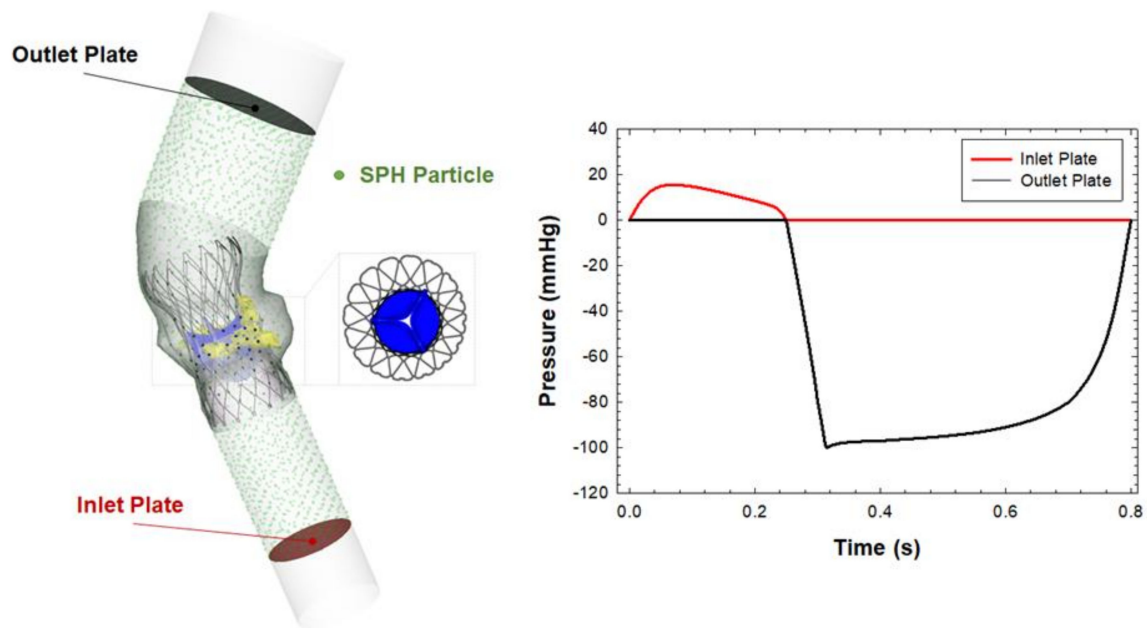 Outlet Plate
SPH Particle
Inlet Plate
40
20
0
-20
-40
-60
-80
-100
-120
Pressure (mmHg)
Inlet Plate
Outlet Plate
0.0 0.2 0.4 0.6 0.8
Time (s)